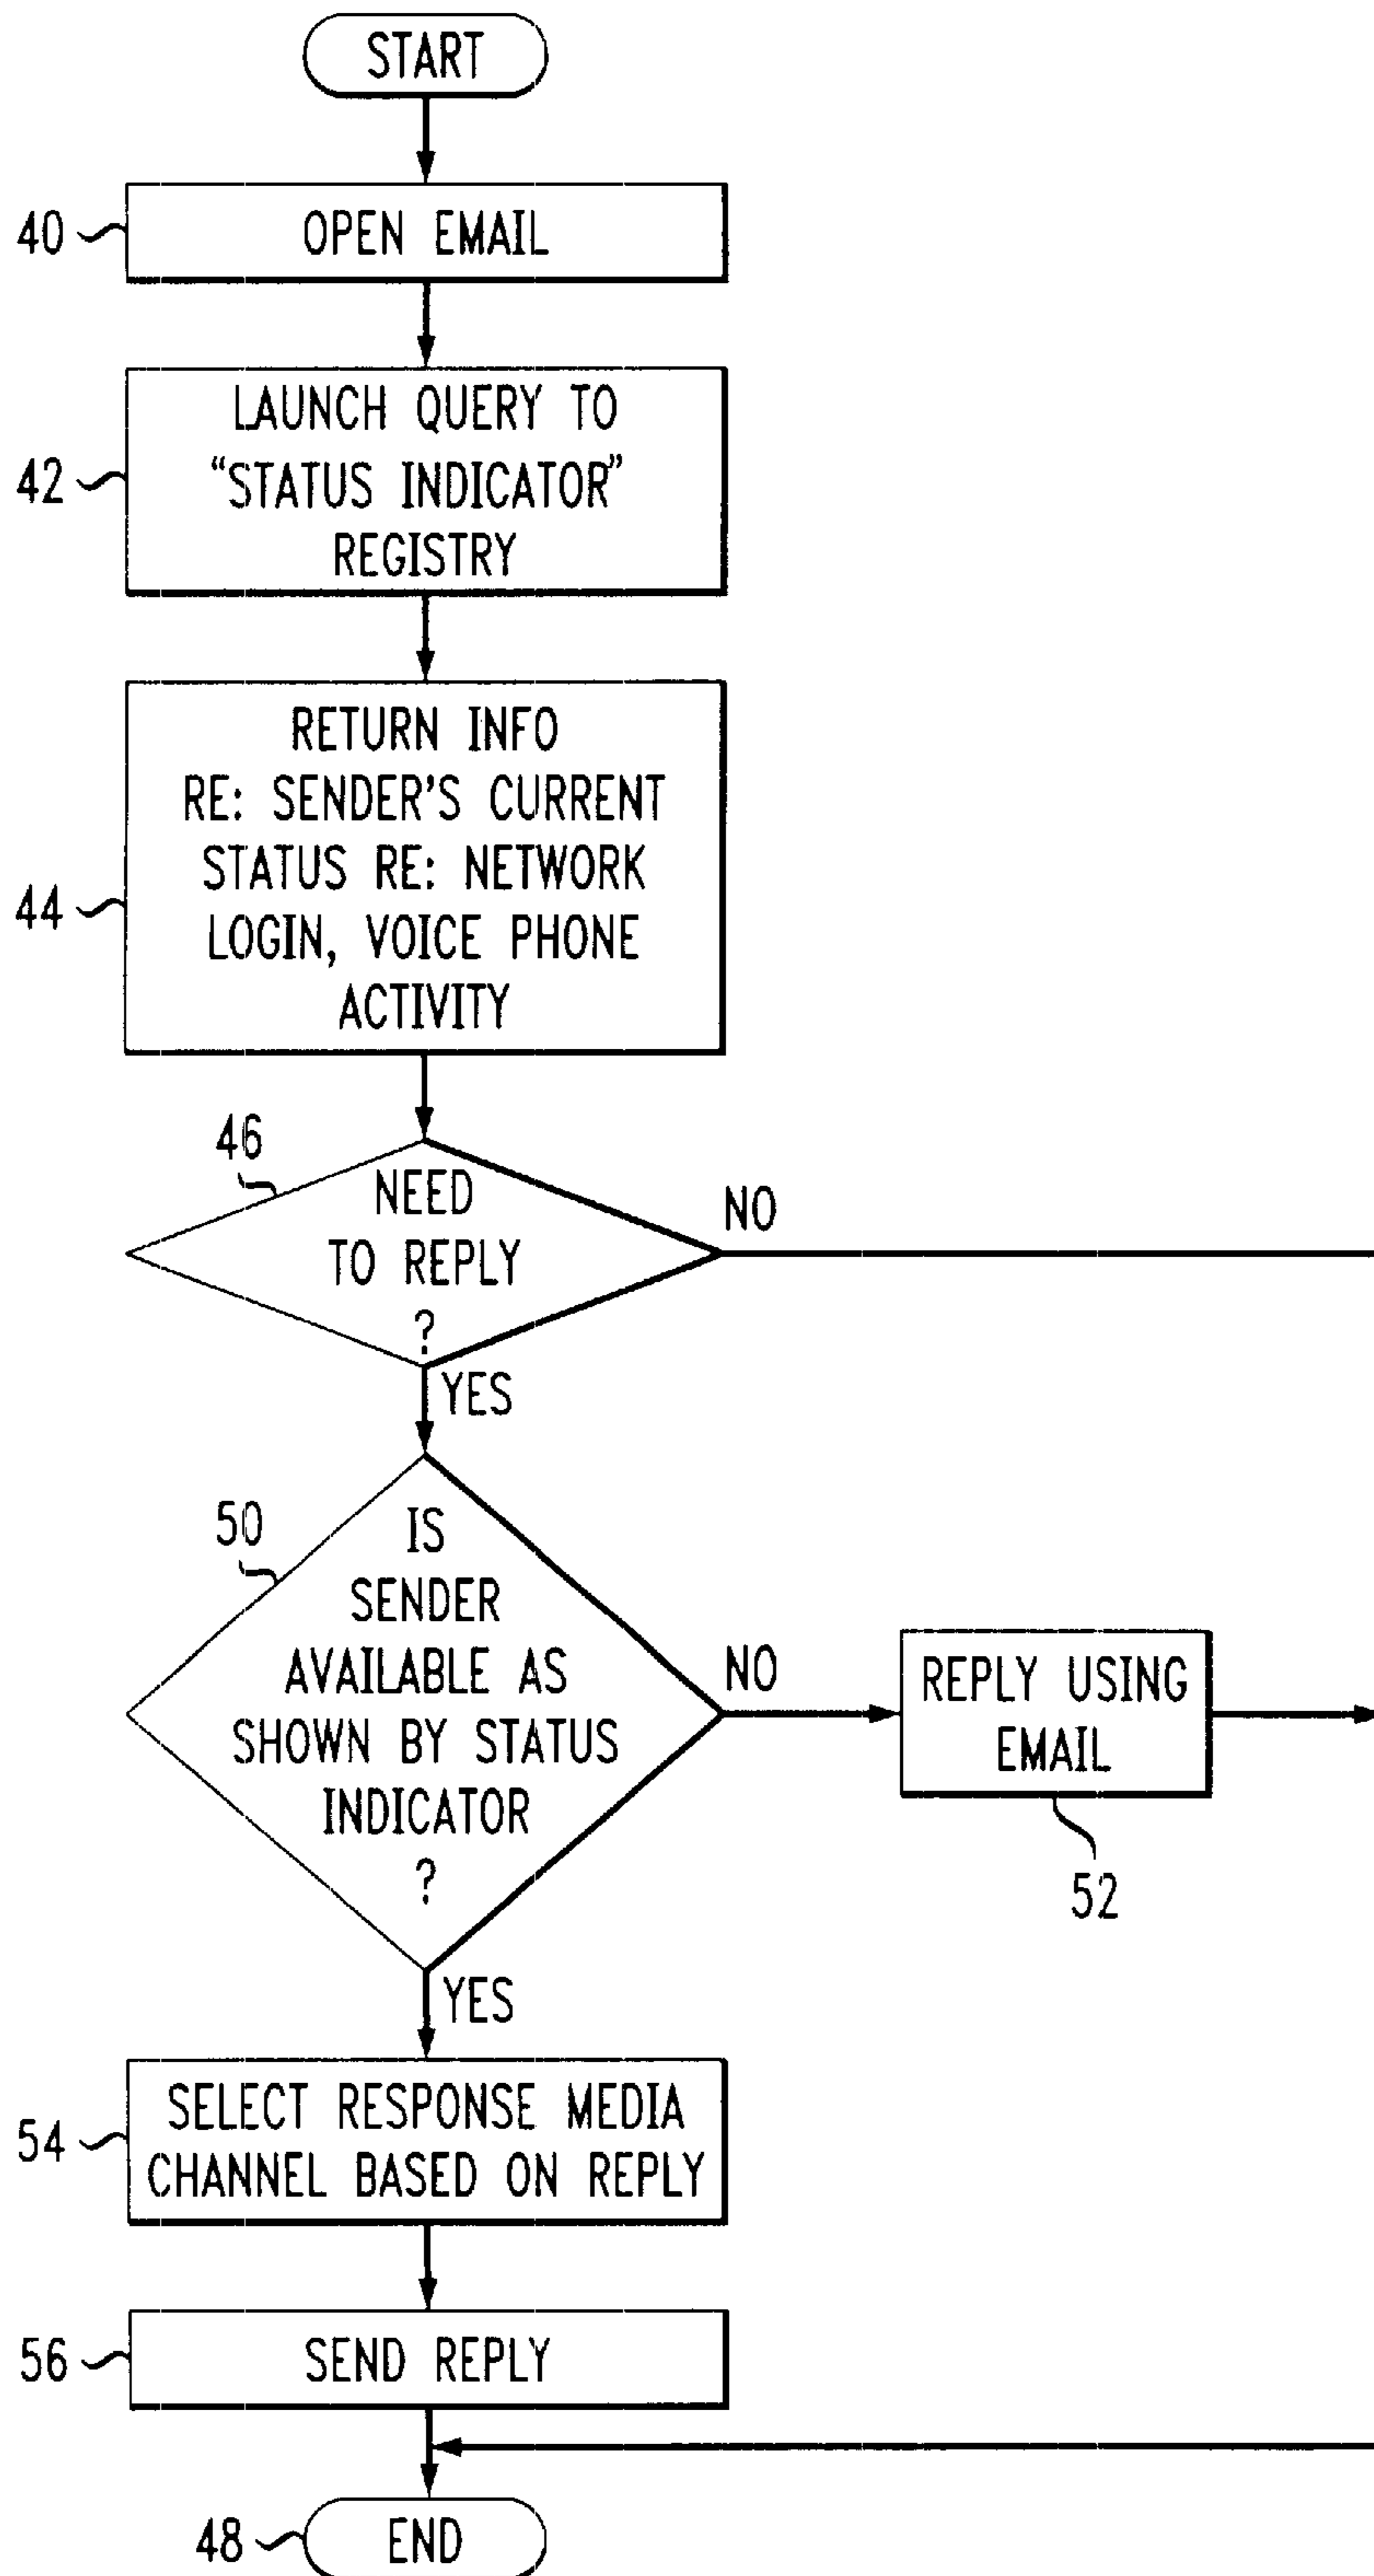 START
40
OPEN EMAIL
42
LAUNCH QUERY TO
“STATUS INDICATOR”
REGISTRY
44
RETURN INFO
RE: SENDER'S CURRENT
STATUS RE: NETWORK
LOGIN, VOICE PHONE
ACTIVITY
46
NEED
TO REPLY
?
NO
YES
50
IS
SENDER
AVAILABLE AS
SHOWN BY STATUS
INDICATOR
?
NO
REPLY USING
EMAIL
52
YES
54
SELECT RESPONSE MEDIA
CHANNEL BASED ON REPLY
56
SEND REPLY
48
END